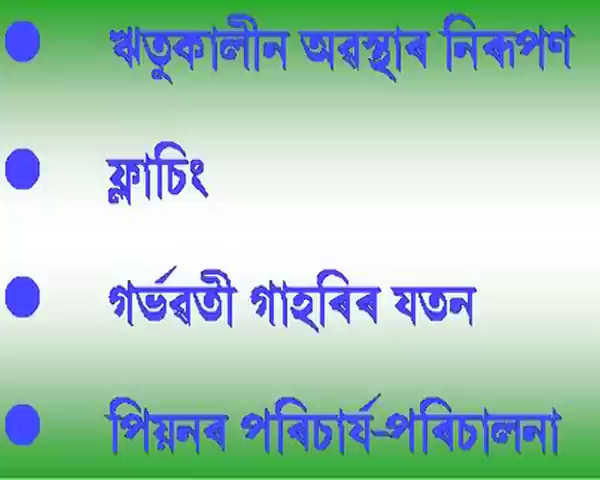 ঋতুকালীন অৱস্থাৰ নিৰূপণ
ফ্লাচিং
গৰ্ভৱতী গাহৰিৰ যতন
পিয়নৰ পৰিচাৰ্য-পৰিচালনা